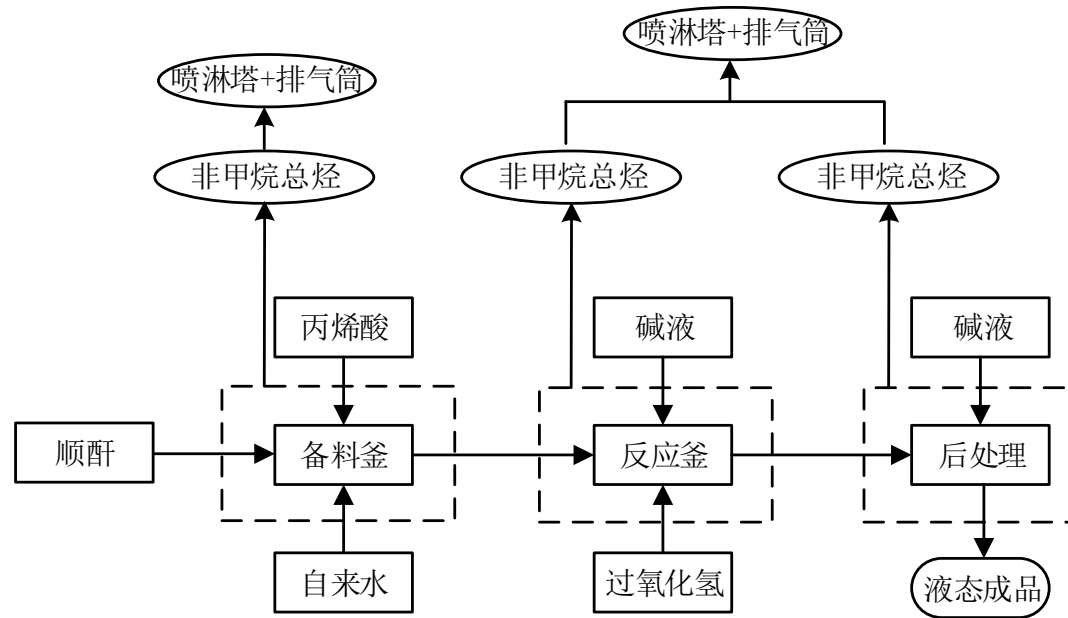 喷淋塔+排气筒
喷淋塔+排气筒
非甲烷总烃
非甲烷总烃
非甲烷总烃
丙烯酸
碱液
碱液
顺酐
备料釜
反应釜
后处理
自来水
过氧化氢
液态成品